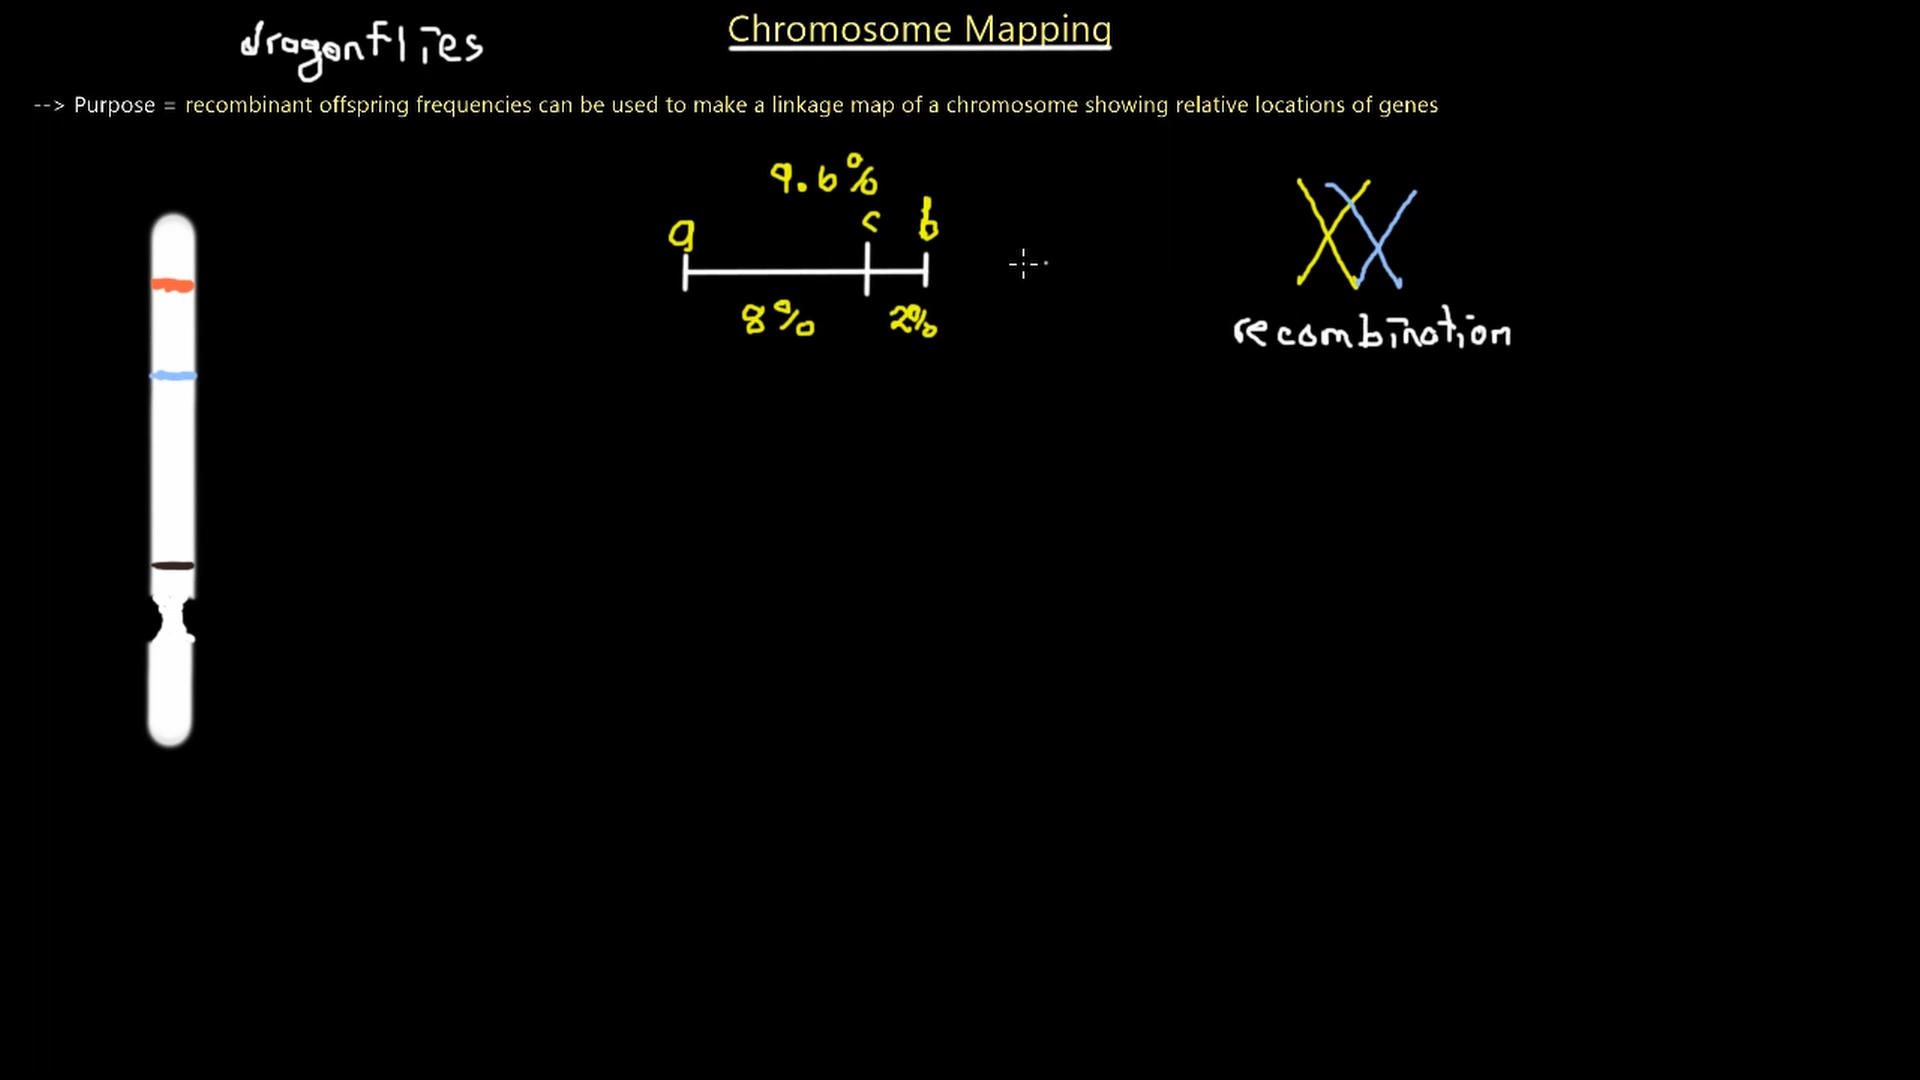 dragonflies
Chromosome Mapping
--> Purpose = recombinant offspring frequencies can be used to make a linkage map of a chromosome showing relative locations of genes
9.6%
a c b
8% 2%
recombination